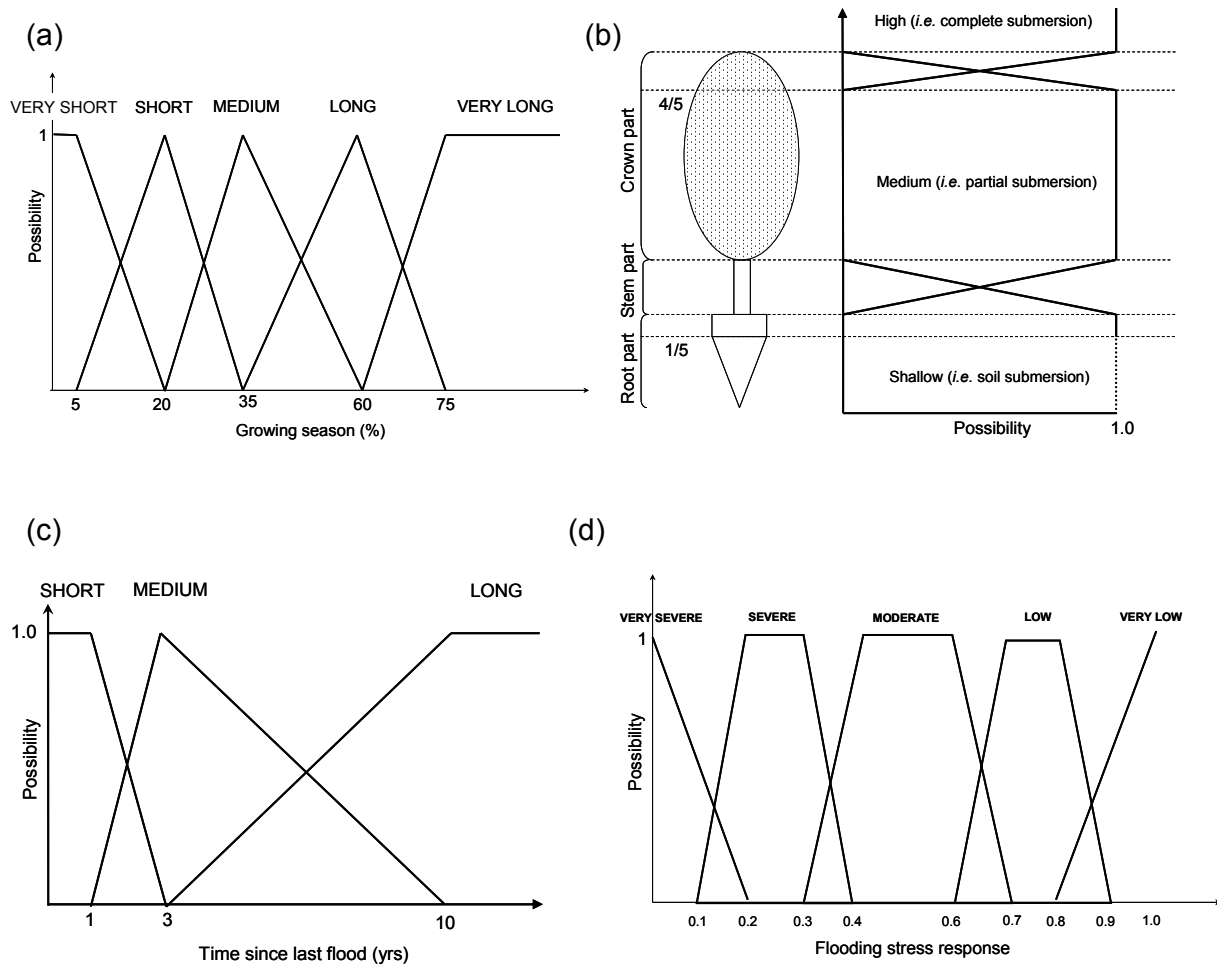 (a)
VERY SHORT SHORT MEDIUM LONG VERY LONG
1
Possibility
5 20 35 60 75
Growing season (%)
(b)
High (i.e. complete submersion)
4/5
Crown part
Medium (i.e. partial submersion)
Stem part
1/5
Root part
Shallow (i.e. soil submersion)
Possibility 1.0
(c)
SHORT MEDIUM LONG
1.0
Possibility
1 3 10
Time since last flood (yrs)
(d)
VERY SEVERE SEVERE MODERATE LOW VERY LOW
1
Possibility
0.1 0.2 0.3 0.4 0.6 0.7 0.8 0.9 1.0
Flooding stress response